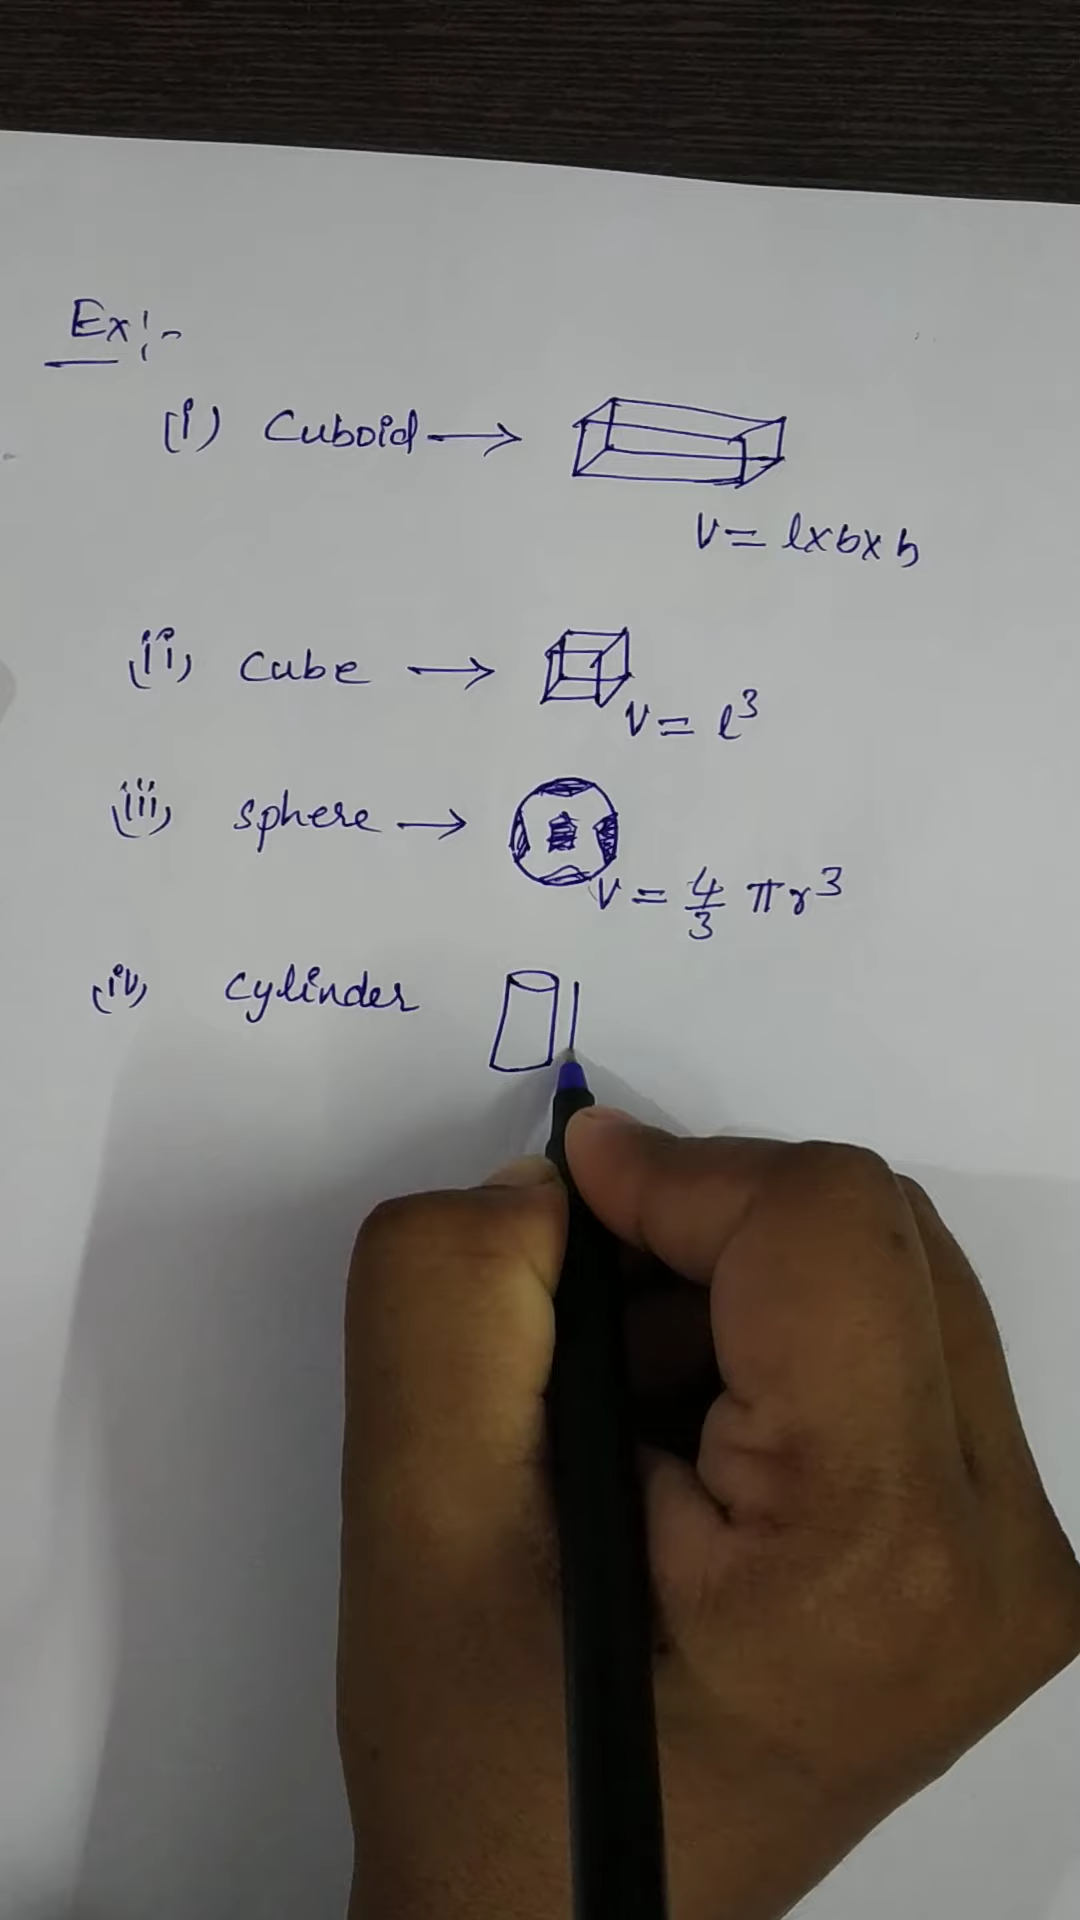 Ex:-
(i) Cuboid →
V = l x b x h
(ii) Cube →
V = l³
(iii) sphere →
V = 4/3 πr³
(iv) cylinder